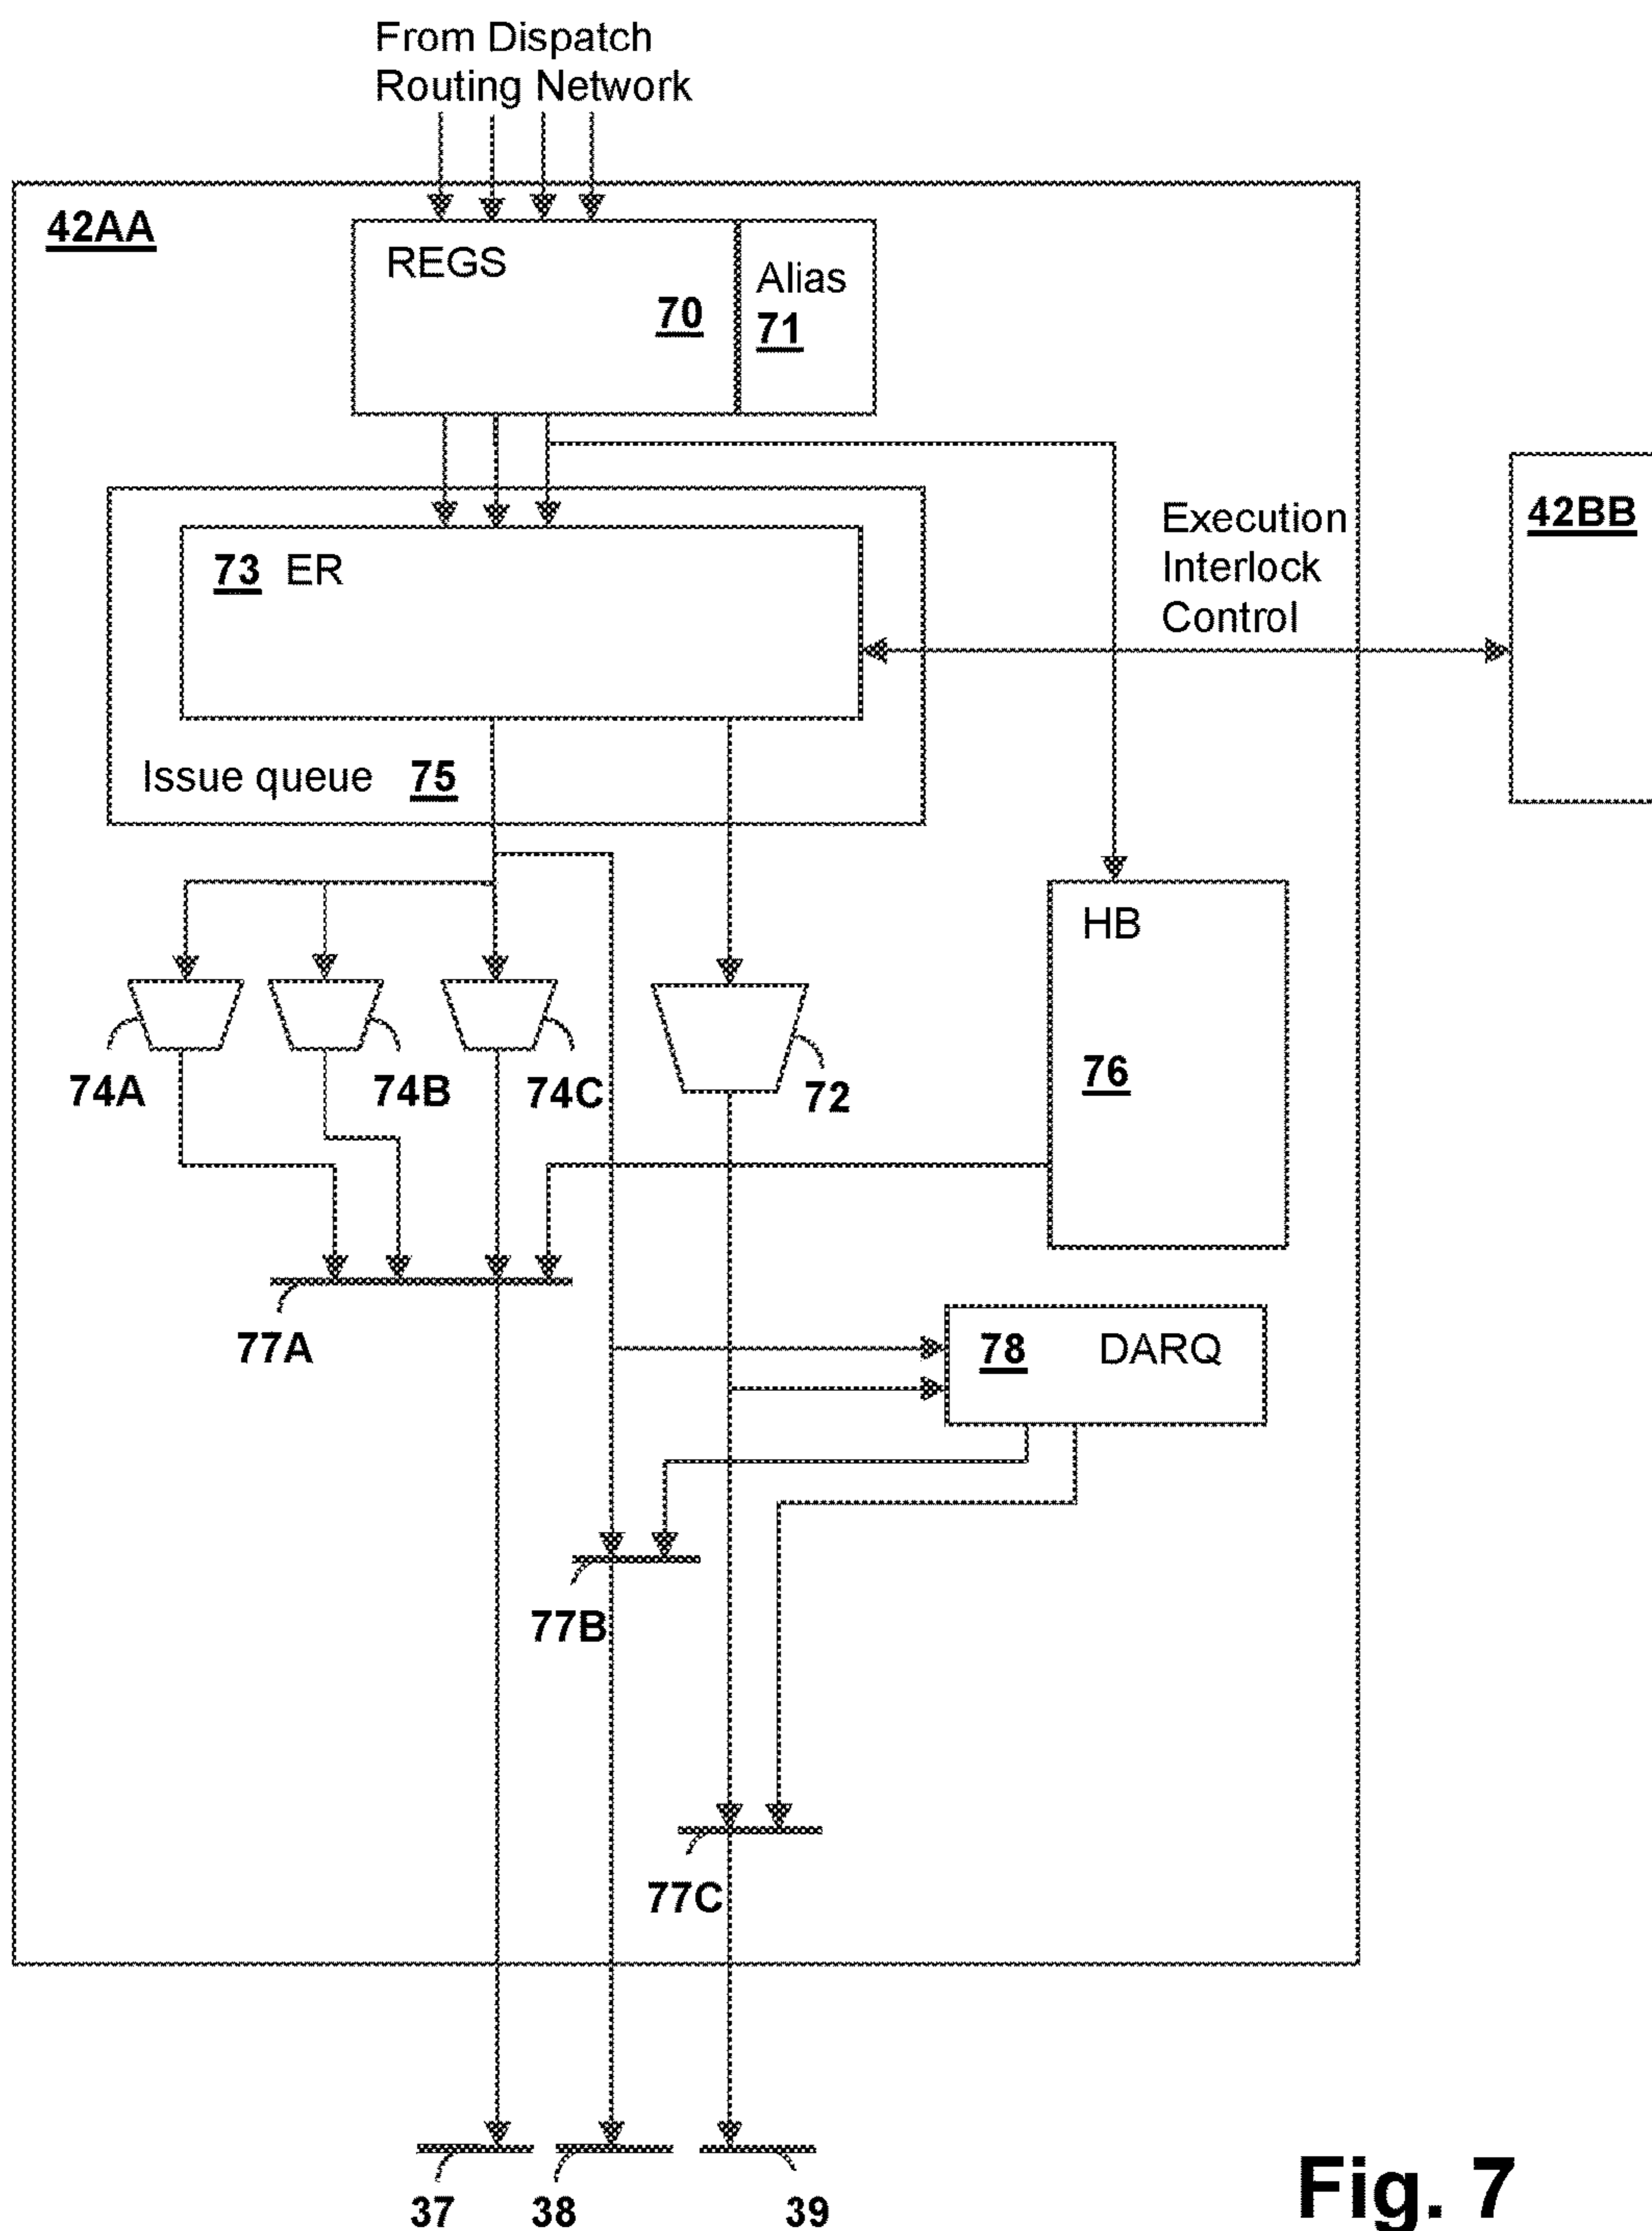 From Dispatch
Routing Network
42AA
REGS
70
Alias
71
73 ER
Execution
Interlock
Control
42BB
Issue queue 75
HB
76
74A
74B
74C
72
77A
78 DARQ
77B
77C
37
38
39
Fig. 7